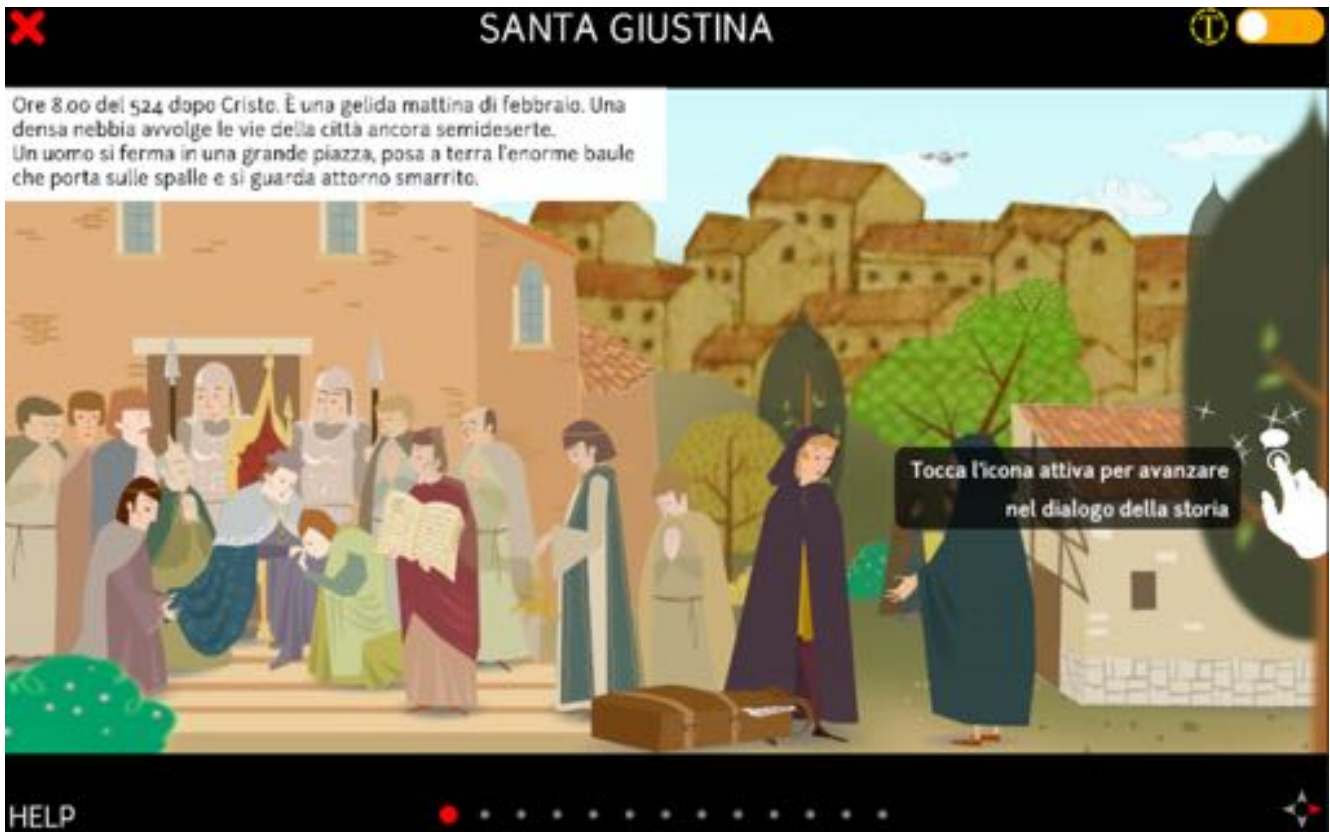 SANTA GIUSTINA
T
Ore 8.00 del 524 dopo Cristo. È una gelida mattina di febbraio. Una
densa nebbia avvolge le vie della città ancora semideserte.
Un uomo si ferma in una grande piazza, posa a terra l'enorme baule
che porta sulle spalle e si guarda attorno smarrito.
Tocca l'icona attiva per avanzare
nel dialogo della storia
HELP